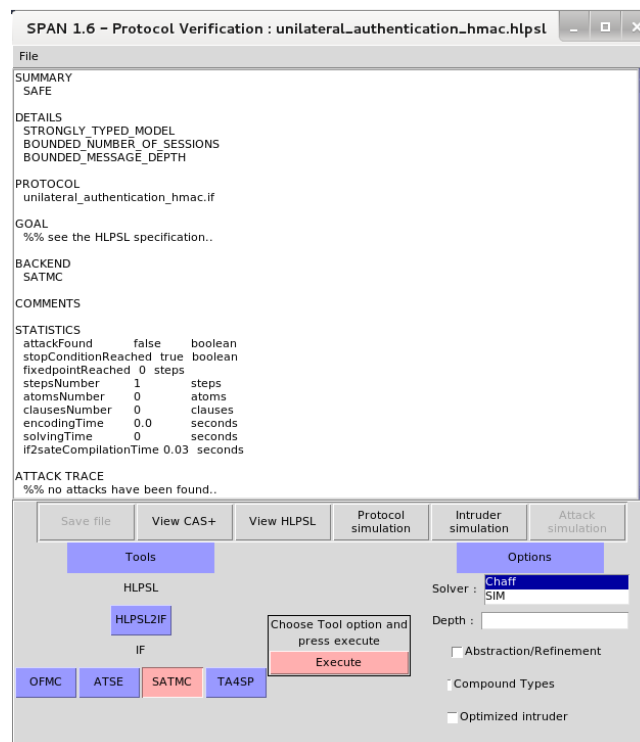 SPAN 1.6 – Protocol Verification : unilateral_authentication_hmac.hlpsl
File
SUMMARY
SAFE
DETAILS
STRONGLY_TYPED_MODEL
BOUNDED_NUMBER_OF_SESSIONS
BOUNDED_MESSAGE_DEPTH
PROTOCOL
unilateral_authentication_hmac.if
GOAL
%% see the HLPSL specification..
BACKEND
SATMC
COMMENTS
STATISTICS
attackFound false boolean
stopConditionReached true boolean
fixedpointReached 0 steps
stepsNumber 1 steps
atomsNumber 0 atoms
clausesNumber 0 clauses
encodingTime 0.0 seconds
solvingTime 0 seconds
if2sateCompilationTime 0.03 seconds
ATTACK TRACE
%% no attacks have been found..
Save file
View CAS+
View HLPSL
Protocol
simulation
Intruder
simulation
Attack
simulation
Tools
HLPSL
HLPSL2IF
IF
OFMC
ATSE
SATMC
TA4SP
Choose Tool option and
press execute
Execute
Options
Solver :
Chaff
SIM
Depth :
Abstraction/Refinement
Compound Types
Optimized intruder